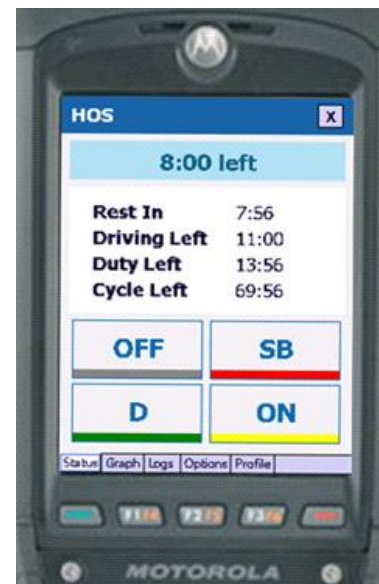 HOS X
8:00 left
Rest In 7:56
Driving Left 11:00
Duty Left 13:56
Cycle Left 69:56
OFF SB
D ON
Status Graph Logs Options Profile
MOTOROLA